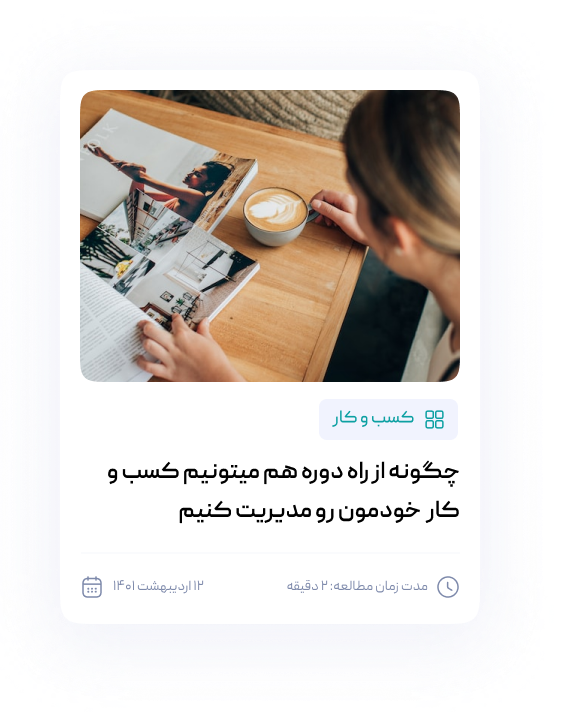 کسب و کار
چگونه از راه دوره هم میتونیم کسب و
کار خودمون رو مدیریت کنیم
مدت زمان مطالعه: ۲ دقیقه
۱۲ اردیبهشت ۱۴۰۱